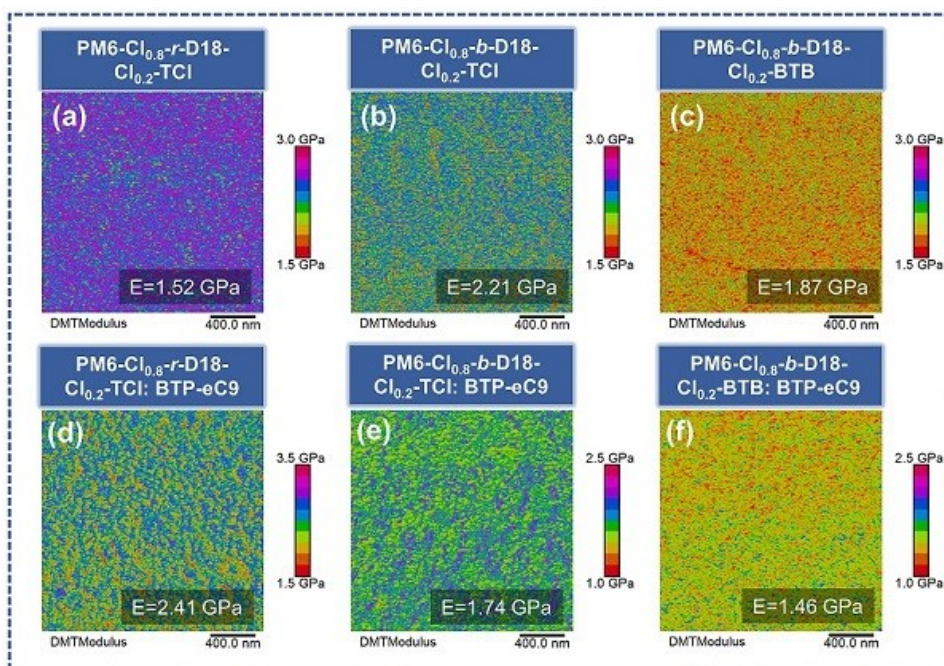 PM6-Cl0.8-r-D18-
Cl0.2-TCl
PM6-Cl0.8-b-D18-
Cl0.2-TCl
PM6-Cl0.8-b-D18-
Cl0.2-BTB
(a)
3.0 GPa
1.5 GPa
E=1.52 GPa
DMTModulus
400.0 nm
(b)
3.0 GPa
1.5 GPa
E=2.21 GPa
DMTModulus
400.0 nm
(c)
3.0 GPa
1.5 GPa
E=1.87 GPa
DMTModulus
400.0 nm
PM6-Cl0.8-r-D18-
Cl0.2-TCl: BTP-eC9
PM6-Cl0.8-b-D18-
Cl0.2-TCl: BTP-eC9
PM6-Cl0.8-b-D18-
Cl0.2-BTB: BTP-eC9
(d)
3.5 GPa
1.5 GPa
E=2.41 GPa
DMTModulus
400.0 nm
(e)
2.5 GPa
1.0 GPa
E=1.74 GPa
DMTModulus
400.0 nm
(f)
2.5 GPa
1.0 GPa
E=1.46 GPa
DMTModulus
400.0 nm